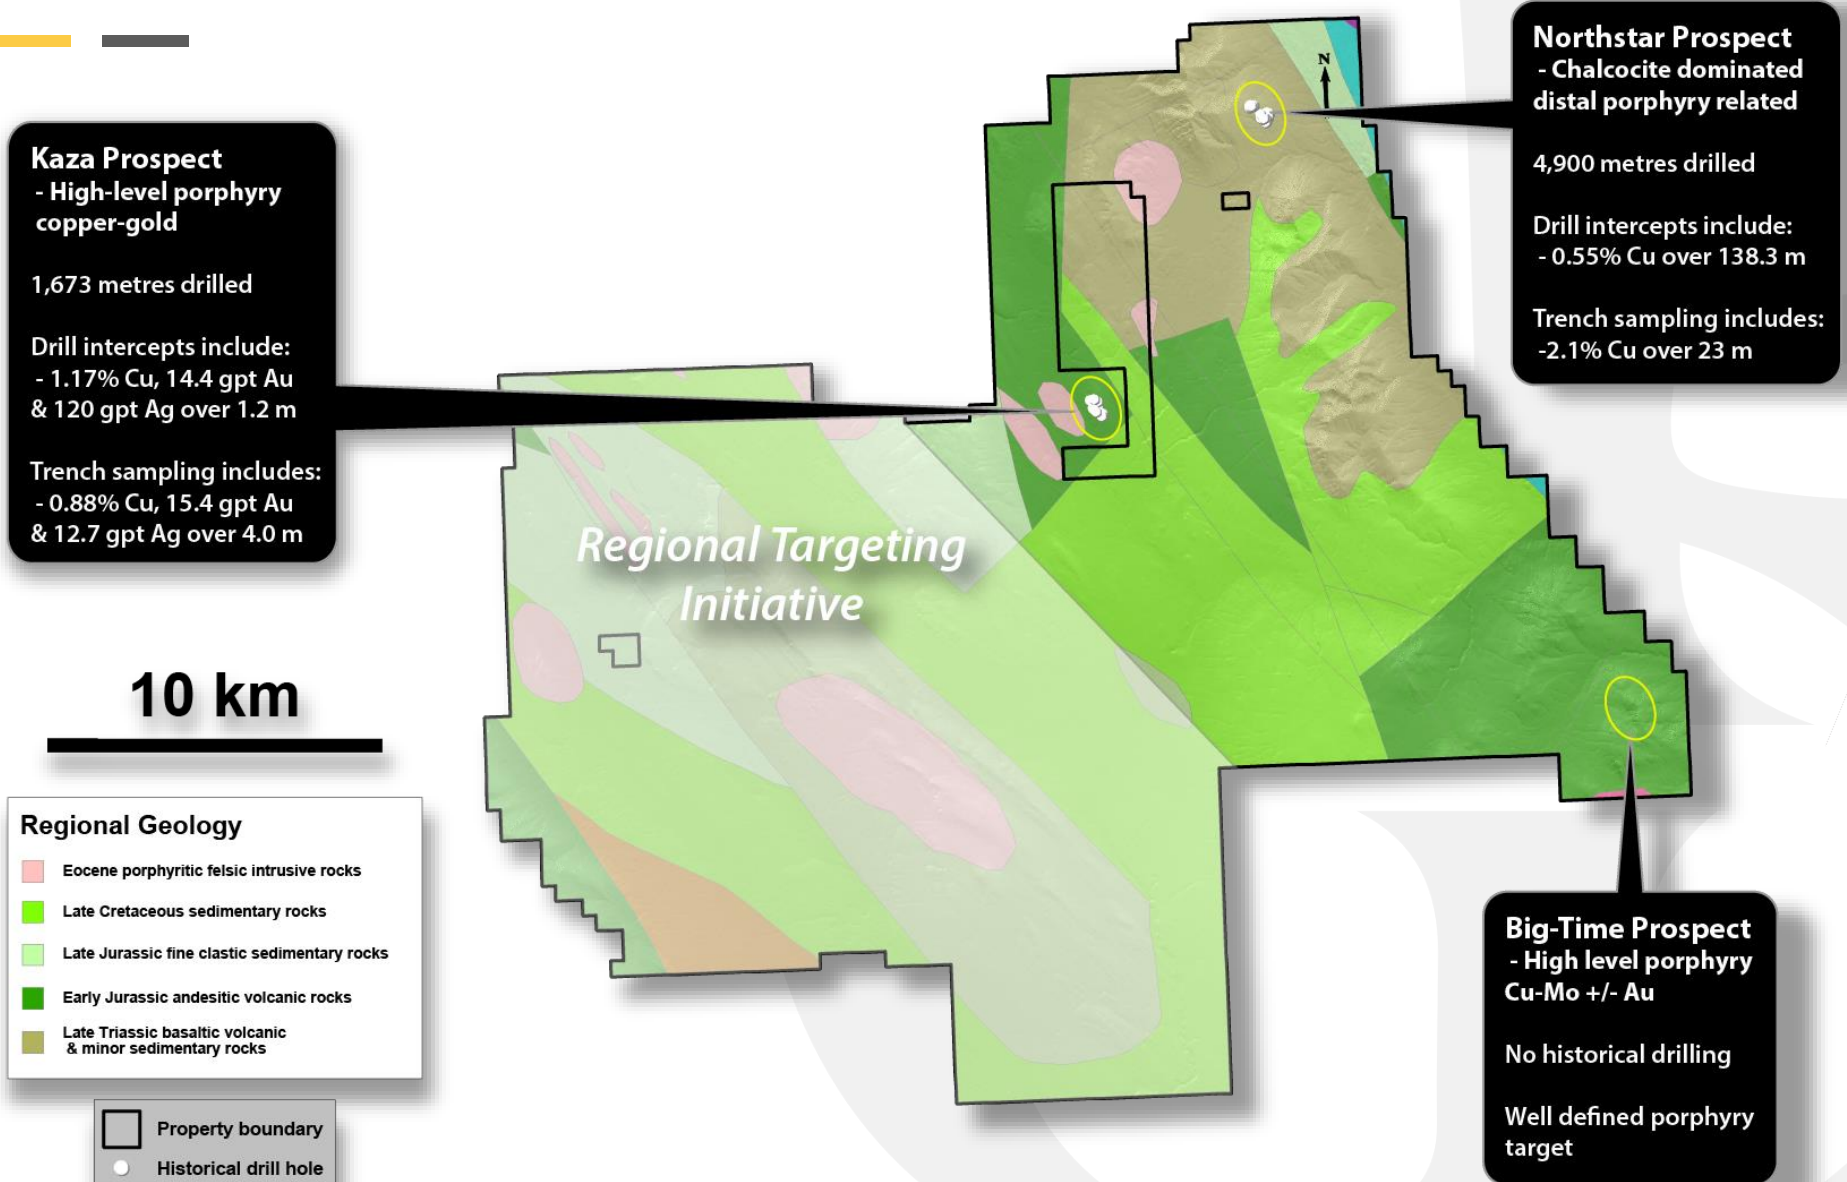 Kaza Prospect
- High-level porphyry
copper-gold
1,673 metres drilled
Drill intercepts include:
- 1.17% Cu, 14.4 gpt Au
& 120 gpt Ag over 1.2 m
Trench sampling includes:
- 0.88% Cu, 15.4 gpt Au
& 12.7 gpt Ag over 4.0 m
N
Northstar Prospect
- Chalcocite dominated
distal porphyry related
4,900 metres drilled
Drill intercepts include:
- 0.55% Cu over 138.3 m
Trench sampling includes:
-2.1% Cu over 23 m
Regional Targeting
Initiative
10 km
Regional Geology
Eocene porphyritic felsic intrusive rocks
Late Cretaceous sedimentary rocks
Late Jurassic fine clastic sedimentary rocks
Early Jurassic andesitic volcanic rocks
Late Triassic basaltic volcanic
& minor sedimentary rocks
Property boundary
Historical drill hole
Big-Time Prospect
- High level porphyry
Cu-Mo +/- Au
No historical drilling
Well defined porphyry
target